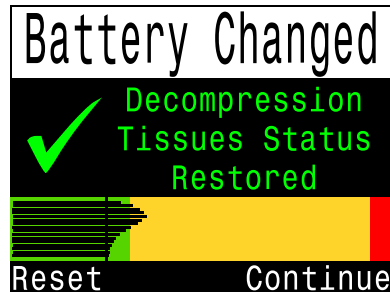 Battery Changed
Decompression
Tissues Status
Restored
Reset Continue